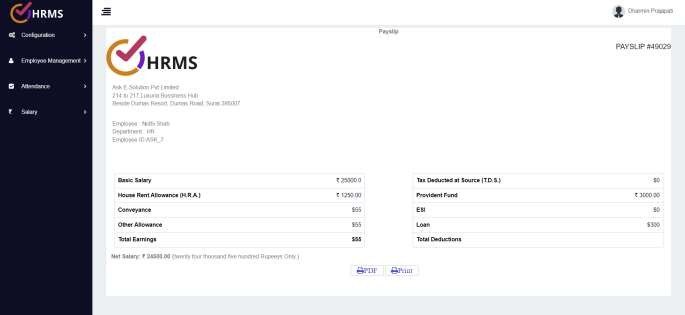 HRMS
Dharmin Prajapati
Configuration
Employee Management
Attendance
Salary
Payslip
HRMS
PAYSLIP #49029
Ask E Solution Pvt Limited
214 to 217,Luxuria Bussiness Hub
Beside Dumas Resort, Dumas Road, Surat 395007
Employee : Nidhi Shah
Department : HR
Employee ID:ASK_7
Basic Salary ₹ 25000.0
House Rent Allowance (H.R.A.) ₹ 1250.00
Conveyance $55
Other Allowance $55
Total Earnings $55
Tax Deducted at Source (T.D.S.) $0
Provident Fund ₹ 3000.00
ESI $0
Loan $300
Total Deductions
Net Salary: ₹ 24500.00 (twenty four thousand five hundred Rupeeys Only.)
PDF Print